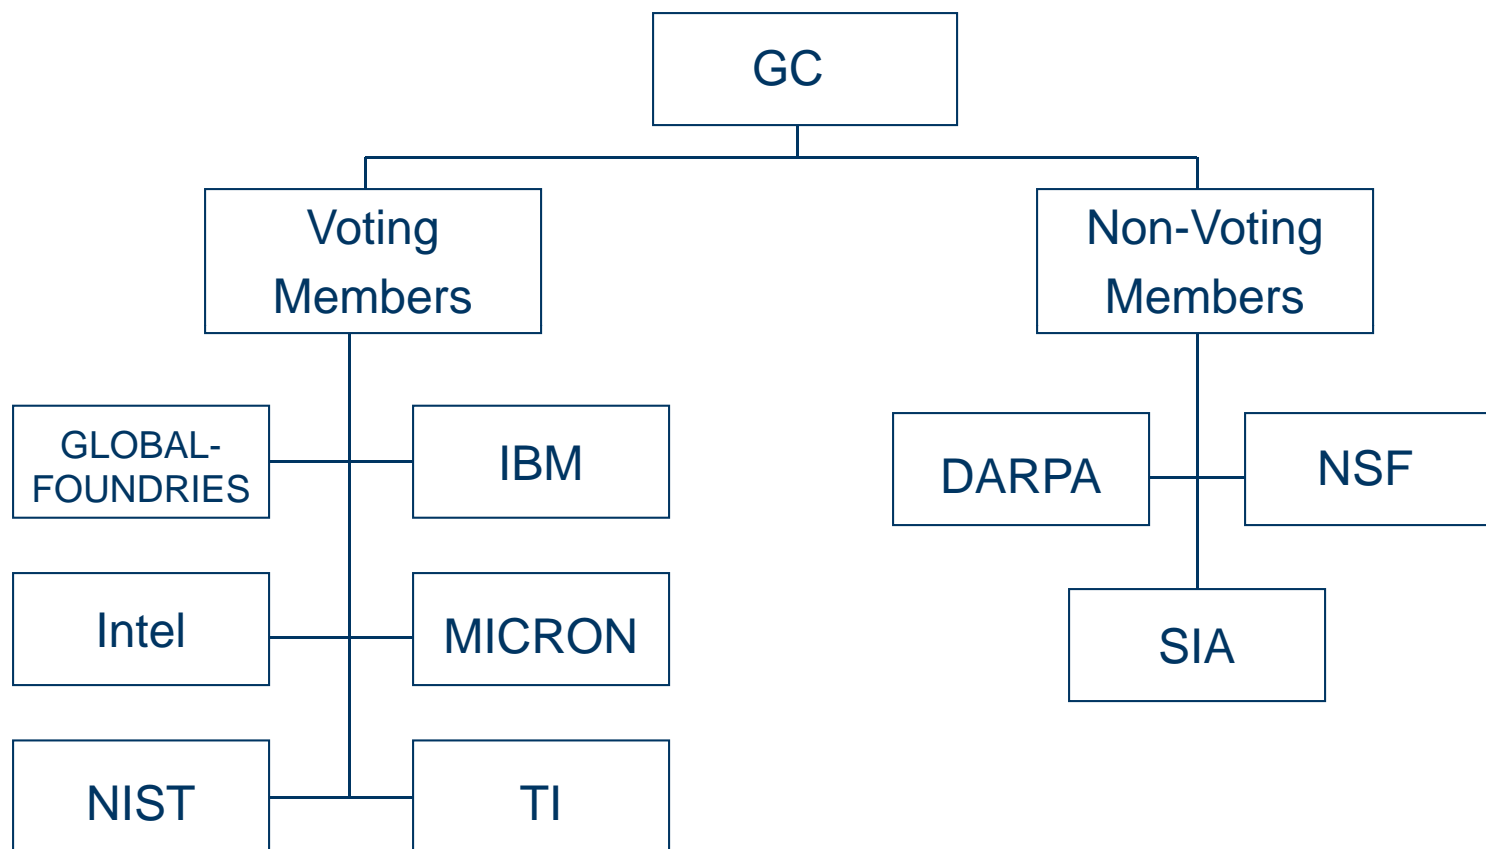 GC
Voting
Members
Non-Voting
Members
GLOBAL-
FOUNDRIES
IBM
DARPA
NSF
Intel
MICRON
SIA
NIST
TI